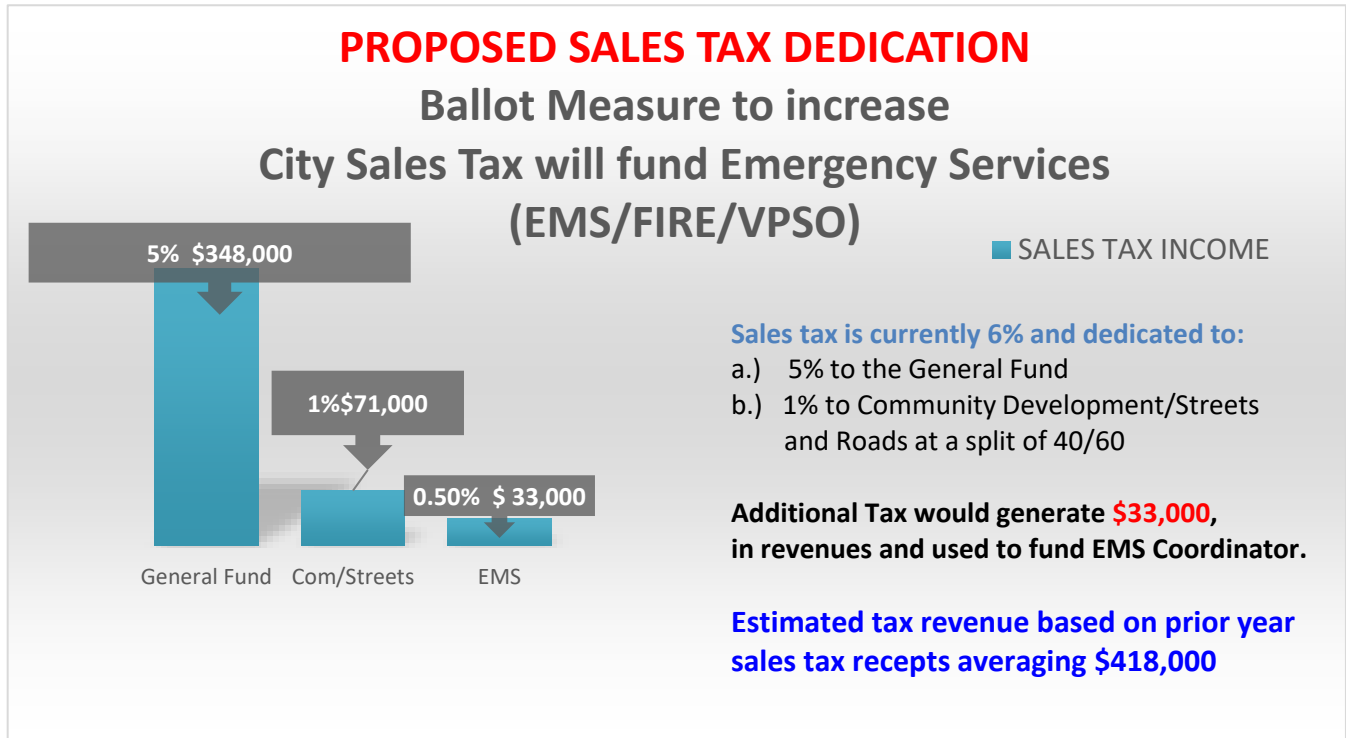 PROPOSED SALES TAX DEDICATION
Ballot Measure to increase
City Sales Tax will fund Emergency Services
(EMS/FIRE/VPSO)
5%  $348,000
SALES TAX INCOME
1%$71,000
0.50%  $ 33,000
General Fund
Com/Streets
EMS
Sales tax is currently 6% and dedicated to:
a.)  5% to the General Fund
b.)  1% to Community Development/Streets
and Roads at a split of 40/60
Additional Tax would generate $33,000,
in revenues and used to fund EMS Coordinator.
Estimated tax revenue based on prior year
sales tax recepts averaging $418,000